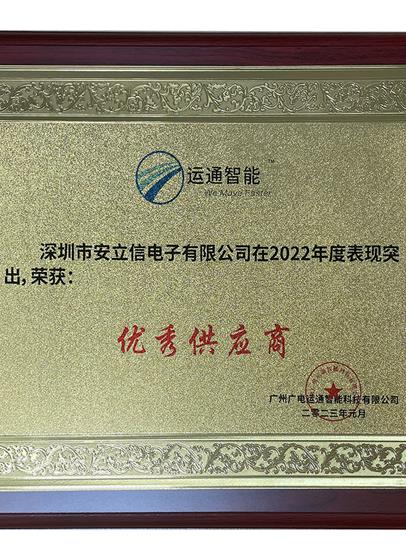 运通智能
We Move Faster
深圳市安立信电子有限公司在2022年度表现突
出,荣获:
优秀供应商
广州广电运通智能科技有限公司
二零二三年元月